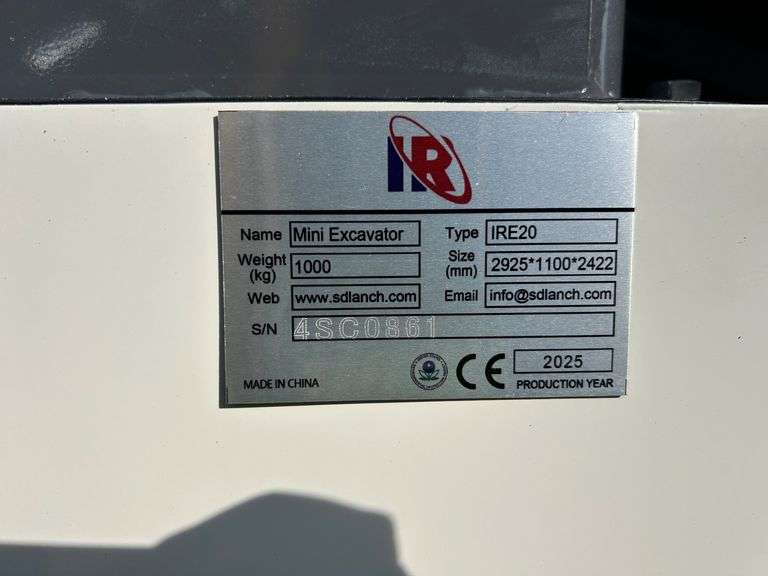 IR
Name Mini Excavator Type IRE20
Weight (kg) 1000 Size (mm) 2925*1100*2422
Web www.sdlanch.com Email info@sdlanch.com
S/N 4SC0861
MADE IN CHINA CE 2025
PRODUCTION YEAR